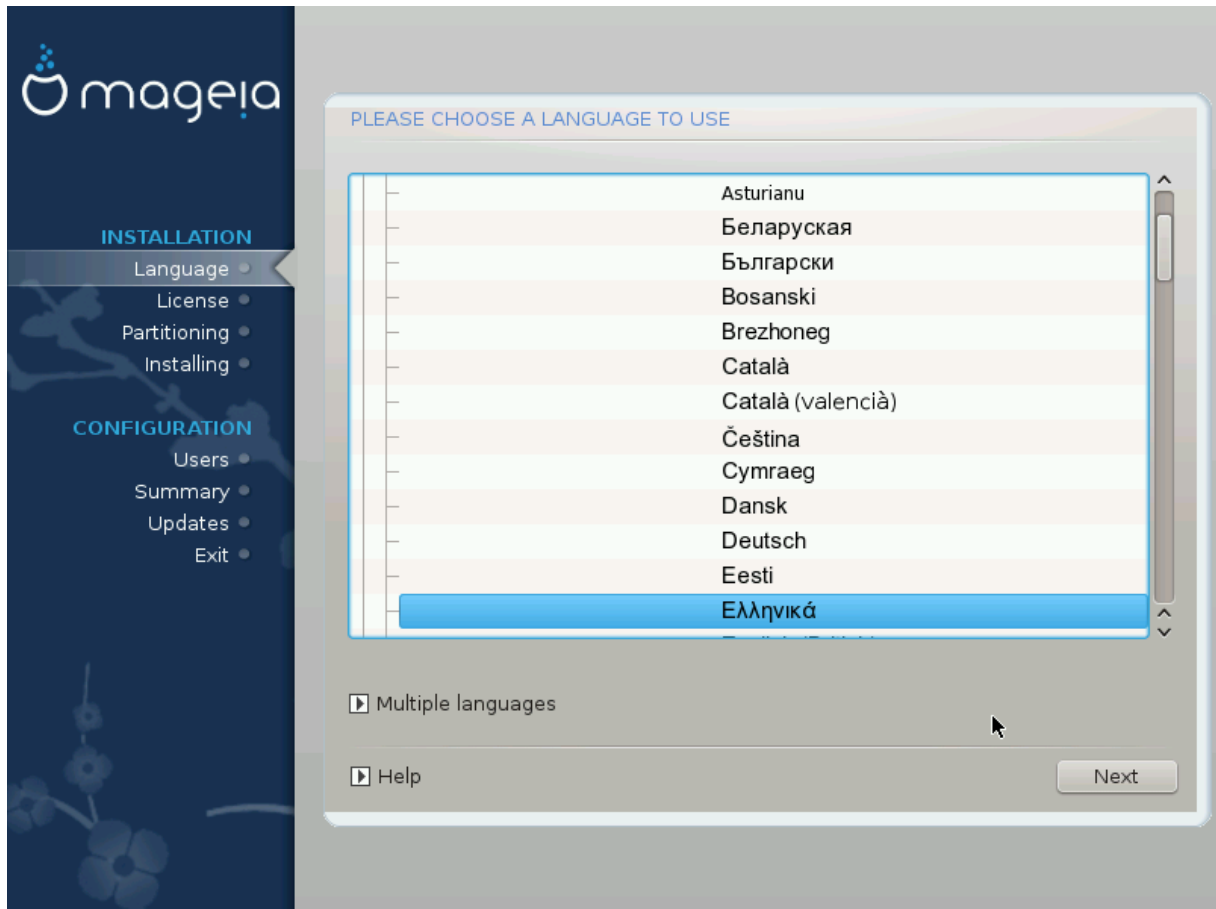 mageia
INSTALLATION
Language
License
Partitioning
Installing
CONFIGURATION
Users
Summary
Updates
Exit
PLEASE CHOOSE A LANGUAGE TO USE
Asturianu
Беларуская
Български
Bosanski
Brezhoneg
Català
Català (valencià)
Čeština
Cymraeg
Dansk
Deutsch
Eesti
Ελληνικά
Multiple languages
Help
Next